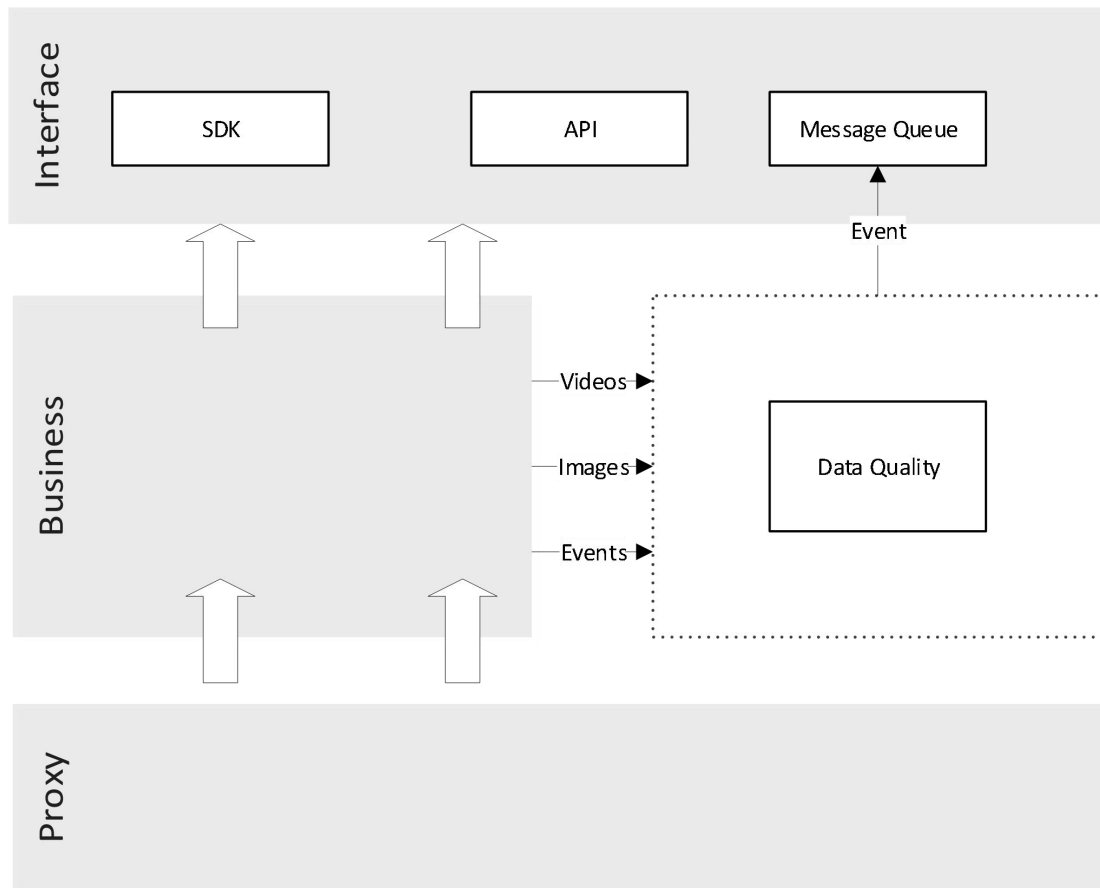 Interface
SDK
API
Message Queue
Event
Business
Videos
Images
Events
Data Quality
Proxy